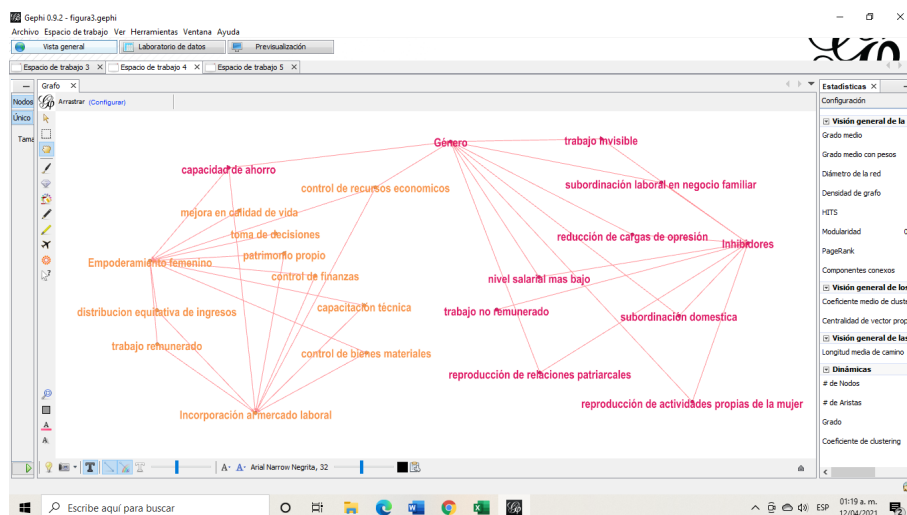 Gephi 0.9.2 - figura3.gephi
Archivo Espacio de trabajo Ver Herramientas Ventana Ayuda
Vista general Laboratorio de datos Previsualización
Espacio de trabajo 3 X Espacio de trabajo 4 X Espacio de trabajo 5 X
Grafo X
Estadísticas X
Nodos
Arrastrar (Configurar)
Configuración
Único
Visión general de la
Grado medio
Género
trabajo invisible
Grado medio con pesos
capacidad de ahorro
Diámetro de la red
control de recursos economicos
subordinación laboral en negocio familiar
Densidad de grafo
HITS
mejora en calidad de vida
toma de decisiones
reducción de cargas de opresión
Modularidad
Inhibidores
patrimonio propio
PageRank
Empoderamiento femenino
control de finanzas
nivel salarial mas bajo
Componentes conexos
Visión general de los
Coeficiente medio de cluste
distribucion equitativa de ingresos
capacitación técnica
trabajo no remunerado
subordinación domestica
Centralidad de vector prop
Visión general de las
trabajo remunerado
control de bienes materiales
Longitud media de camino
Dinámicas
reproducción de relaciones patriarcales
# de Nodos
reproducción de actividades propias de la mujer
# de Aristas
Incorporación al mercado laboral
Grado
Coeficiente de clustering
Arial Narrow Negrita, 32
Escribe aquí para buscar
ESP
01:19 a. m.
12/04/2021